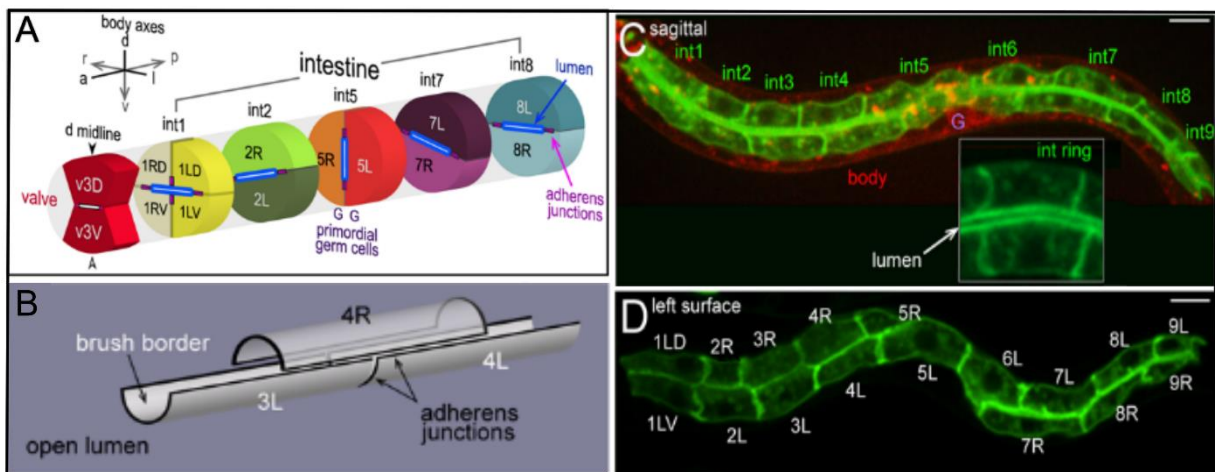 A
body axes
d
r
p
a
l
v
intestine
int1
int2
int5
int7
int8
lumen
d midline
valve
v3D
v3V
A
1RD
1LD
1RV
1LV
2R
2L
5R
5L
7L
7R
8L
8R
G G
primordial
germ cells
adherens
junctions
B
brush border
4R
4L
3L
adherens
junctions
open lumen
C sagittal
int1
int2
int3
int4
int5
int6
int7
int8
int9
G
body
int ring
lumen
D left surface
1LD
2R
3R
4R
5R
6L
7L
8L
9L
1LV
2L
3L
4L
5L
7R
8R
9R